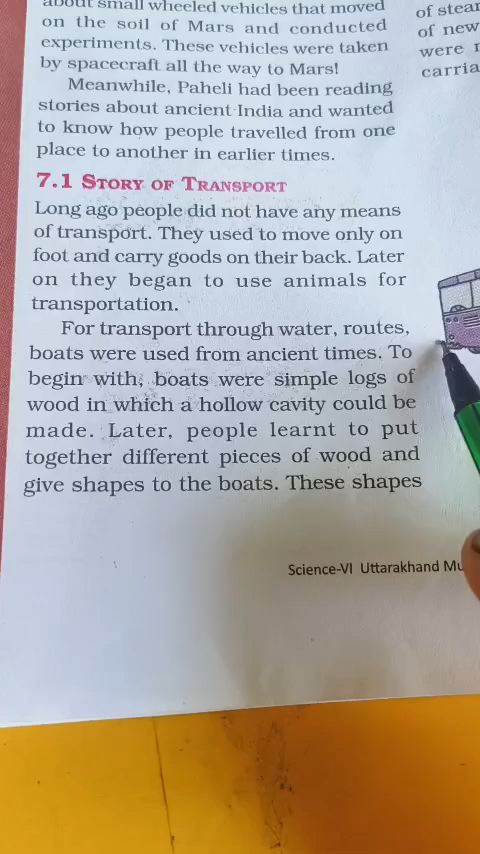 about small wheeled vehicles that moved
on the soil of Mars and conducted
experiments. These vehicles were taken
by spacecraft all the way to Mars!
Meanwhile, Paheli had been reading
stories about ancient India and wanted
to know how people travelled from one
place to another in earlier times.
7.1 STORY OF TRANSPORT
Long ago people did not have any means
of transport. They used to move only on
foot and carry goods on their back. Later
on they began to use animals for
transportation.
For transport through water, routes,
boats were used from ancient times. To
begin with, boats were simple logs of
wood in which a hollow cavity could be
made. Later, people learnt to put
together different pieces of wood and
give shapes to the boats. These shapes
of
of new
were
Science-VI Uttarakhand